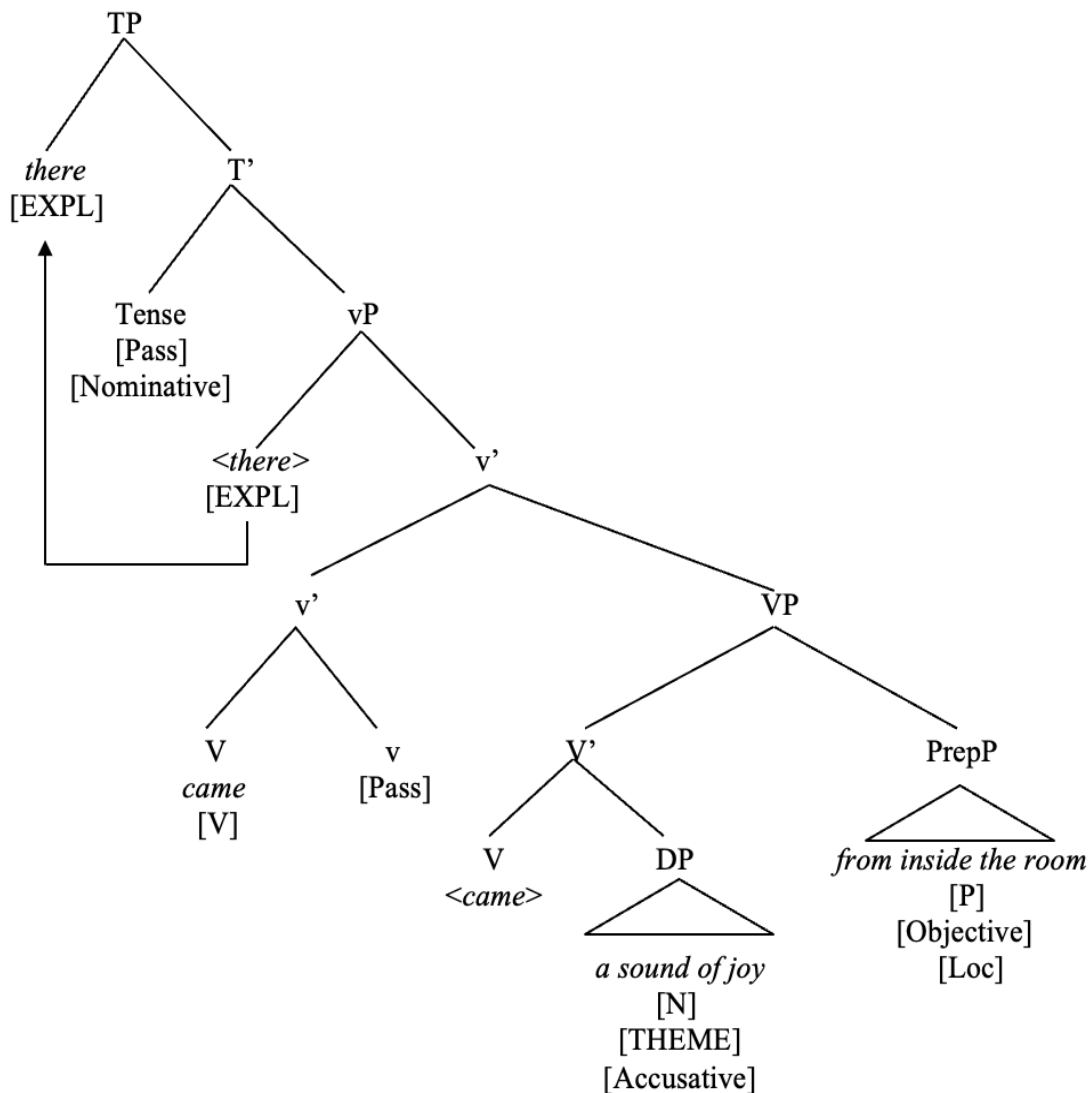 TP
there
[EXPL]
T’
Tense
[Pass]
[Nominative]
vP
<there>
[EXPL]
v’
v’
VP
V
came
[V]
v
[Pass]
V’
PrepP
V
<came>
DP
from inside the room
[P]
[Objective]
[Loc]
a sound of joy
[N]
[THEME]
[Accusative]